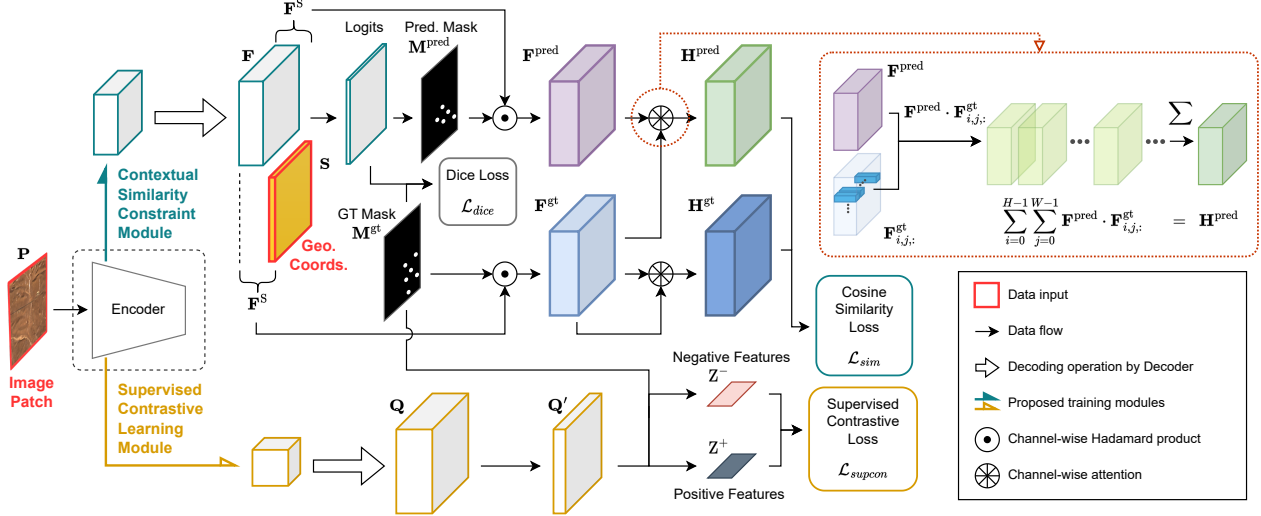 F^S
Logits
Pred. Mask
M^pred
F
F^pred
H^pred
S
Dice Loss
L_dice
GT Mask
M^gt
Geo.
Coords.
F^S
F^gt
H^gt
Contextual
Similarity
Constraint
Module
P
Encoder
Image
Patch
Supervised
Contrastive
Learning
Module
Q
Q′
Negative Features
Z^−
Z^+
Positive Features
Cosine
Similarity
Loss
L_sim
Supervised
Contrastive
Loss
L_supcon
F^pred
F^pred · F^gt_{i,j,:}
∑
F^gt_{i,j,:}
∑_{i=0}^{H−1} ∑_{j=0}^{W−1} F^pred · F^gt_{i,j,:} = H^pred
Data input
Data flow
Decoding operation by Decoder
Proposed training modules
Channel-wise Hadamard product
Channel-wise attention